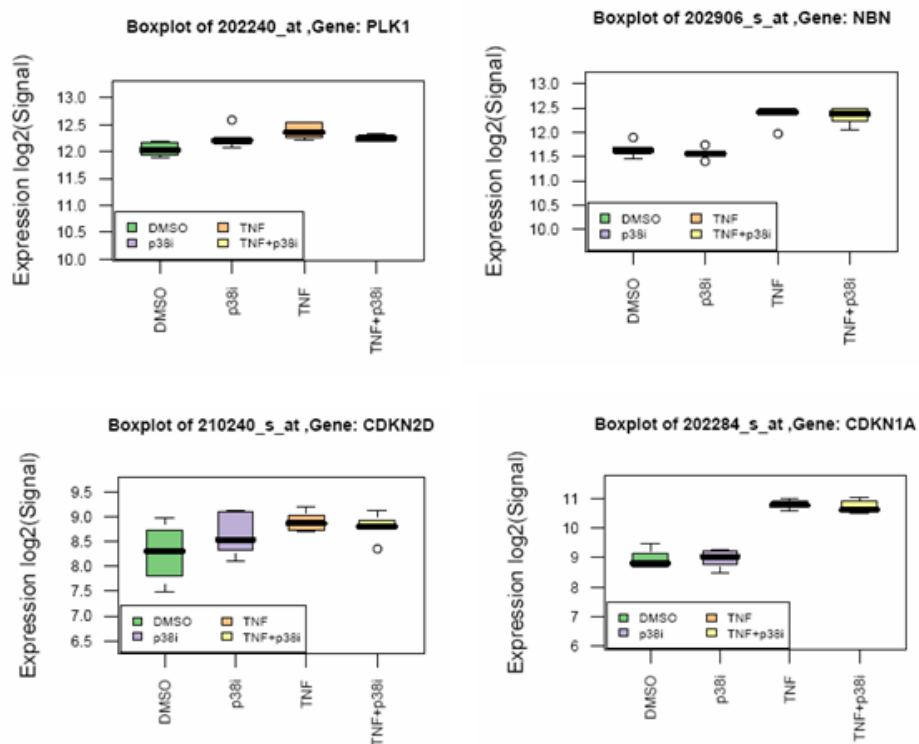 Boxplot of 202240_at ,Gene: PLK1
Expression log2(Signal)
13.0
12.5
12.0
11.5
11.0
10.5
10.0
DMSO TNF
p38i TNF+p38i
DMSO
p38i
TNF
TNF+p38i
Boxplot of 202906_s_at ,Gene: NBN
Expression log2(Signal)
13.0
12.5
12.0
11.5
11.0
10.5
10.0
DMSO TNF
p38i TNF+p38i
DMSO
p38i
TNF
TNF+p38i
Boxplot of 210240_s_at ,Gene: CDKN2D
Expression log2(Signal)
9.5
9.0
8.5
8.0
7.5
7.0
6.5
DMSO TNF
p38i TNF+p38i
DMSO
p38i
TNF
TNF+p38i
Boxplot of 202284_s_at ,Gene: CDKN1A
Expression log2(Signal)
11
10
9
8
7
6
DMSO TNF
p38i TNF+p38i
DMSO
p38i
TNF
TNF+p38i